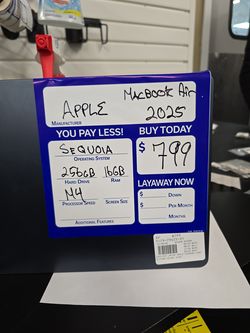 APPLE
MACBOOK Air
2025
MANUFACTURER
YOU PAY LESS!
BUY TODAY
SEQUOIA
OPERATING SYSTEM
$ 799
256GB 16GB
HARD DRIVE RAM
LAYAWAY NOW
M4
PROCESSOR SPEED SCREEN SIZE
$ DOWN
$ PER MONTH
MONTHS
ADDITIONAL FEATURES